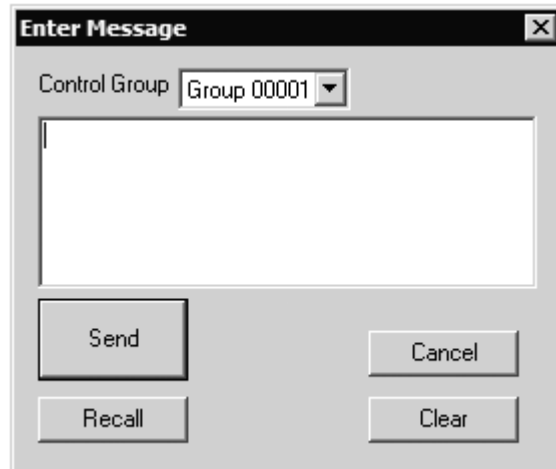 Enter Message
Control Group Group 00001
Send
Cancel
Recall
Clear